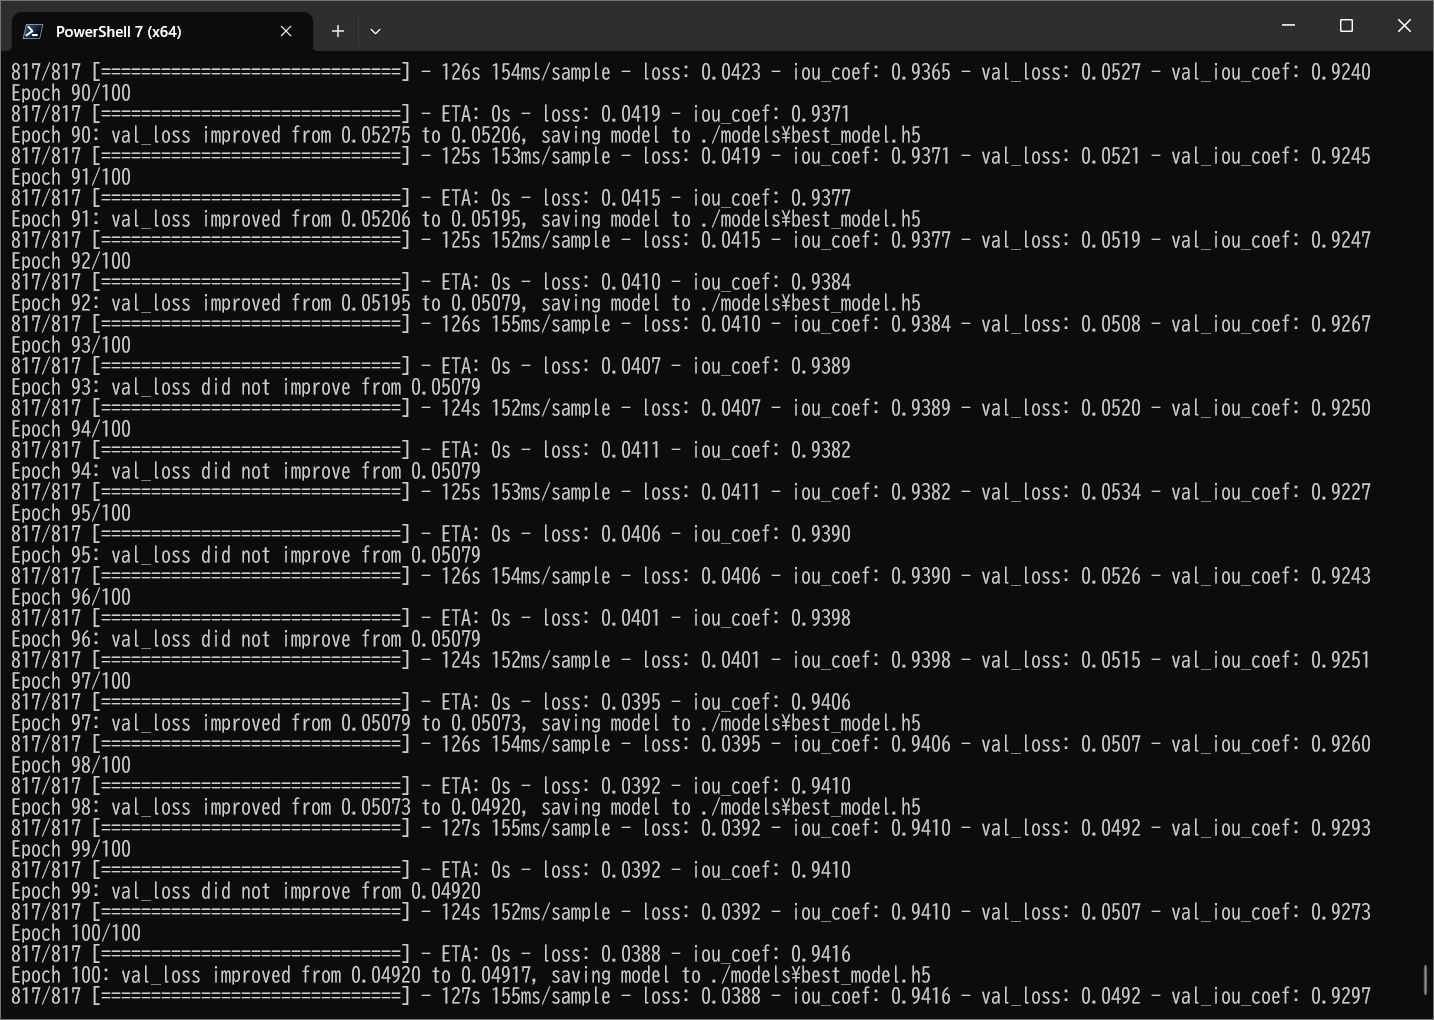 PowerShell 7 (x64)
817/817 [==============================] - 126s 154ms/sample - loss: 0.0423 - iou_coef: 0.9365 - val_loss: 0.0527 - val_iou_coef: 0.9240
Epoch 90/100
817/817 [==============================] - ETA: 0s - loss: 0.0419 - iou_coef: 0.9371
Epoch 90: val_loss improved from 0.05275 to 0.05206, saving model to ./models¥best_model.h5
817/817 [==============================] - 125s 153ms/sample - loss: 0.0419 - iou_coef: 0.9371 - val_loss: 0.0521 - val_iou_coef: 0.9245
Epoch 91/100
817/817 [==============================] - ETA: 0s - loss: 0.0415 - iou_coef: 0.9377
Epoch 91: val_loss improved from 0.05206 to 0.05195, saving model to ./models¥best_model.h5
817/817 [==============================] - 125s 152ms/sample - loss: 0.0415 - iou_coef: 0.9377 - val_loss: 0.0519 - val_iou_coef: 0.9247
Epoch 92/100
817/817 [==============================] - ETA: 0s - loss: 0.0410 - iou_coef: 0.9384
Epoch 92: val_loss improved from 0.05195 to 0.05079, saving model to ./models¥best_model.h5
817/817 [==============================] - 126s 155ms/sample - loss: 0.0410 - iou_coef: 0.9384 - val_loss: 0.0508 - val_iou_coef: 0.9267
Epoch 93/100
817/817 [==============================] - ETA: 0s - loss: 0.0407 - iou_coef: 0.9389
Epoch 93: val_loss did not improve from 0.05079
817/817 [==============================] - 124s 152ms/sample - loss: 0.0407 - iou_coef: 0.9389 - val_loss: 0.0520 - val_iou_coef: 0.9250
Epoch 94/100
817/817 [==============================] - ETA: 0s - loss: 0.0411 - iou_coef: 0.9382
Epoch 94: val_loss did not improve from 0.05079
817/817 [==============================] - 125s 153ms/sample - loss: 0.0411 - iou_coef: 0.9382 - val_loss: 0.0534 - val_iou_coef: 0.9227
Epoch 95/100
817/817 [==============================] - ETA: 0s - loss: 0.0406 - iou_coef: 0.9390
Epoch 95: val_loss did not improve from 0.05079
817/817 [==============================] - 126s 154ms/sample - loss: 0.0406 - iou_coef: 0.9390 - val_loss: 0.0526 - val_iou_coef: 0.9243
Epoch 96/100
817/817 [==============================] - ETA: 0s - loss: 0.0401 - iou_coef: 0.9398
Epoch 96: val_loss did not improve from 0.05079
817/817 [==============================] - 124s 152ms/sample - loss: 0.0401 - iou_coef: 0.9398 - val_loss: 0.0515 - val_iou_coef: 0.9251
Epoch 97/100
817/817 [==============================] - ETA: 0s - loss: 0.0395 - iou_coef: 0.9406
Epoch 97: val_loss improved from 0.05079 to 0.05073, saving model to ./models¥best_model.h5
817/817 [==============================] - 126s 154ms/sample - loss: 0.0395 - iou_coef: 0.9406 - val_loss: 0.0507 - val_iou_coef: 0.9260
Epoch 98/100
817/817 [==============================] - ETA: 0s - loss: 0.0392 - iou_coef: 0.9410
Epoch 98: val_loss improved from 0.05073 to 0.04920, saving model to ./models¥best_model.h5
817/817 [==============================] - 127s 155ms/sample - loss: 0.0392 - iou_coef: 0.9410 - val_loss: 0.0492 - val_iou_coef: 0.9293
Epoch 99/100
817/817 [==============================] - ETA: 0s - loss: 0.0392 - iou_coef: 0.9410
Epoch 99: val_loss did not improve from 0.04920
817/817 [==============================] - 124s 152ms/sample - loss: 0.0392 - iou_coef: 0.9410 - val_loss: 0.0507 - val_iou_coef: 0.9273
Epoch 100/100
817/817 [==============================] - ETA: 0s - loss: 0.0388 - iou_coef: 0.9416
Epoch 100: val_loss improved from 0.04920 to 0.04917, saving model to ./models¥best_model.h5
817/817 [==============================] - 127s 155ms/sample - loss: 0.0388 - iou_coef: 0.9416 - val_loss: 0.0492 - val_iou_coef: 0.9297